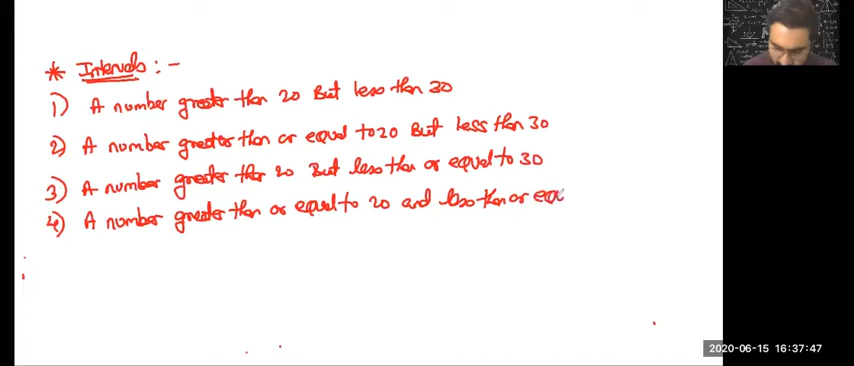 * Intervals :-
1) A number greater than 20 But less than 30
2) A number greater than or equal to 20 But less than 30
3) A number greater than 20 But less than or equal to 30
4) A number greater than or equal to 20 and less than or equ
2020-06-15 16:37:47